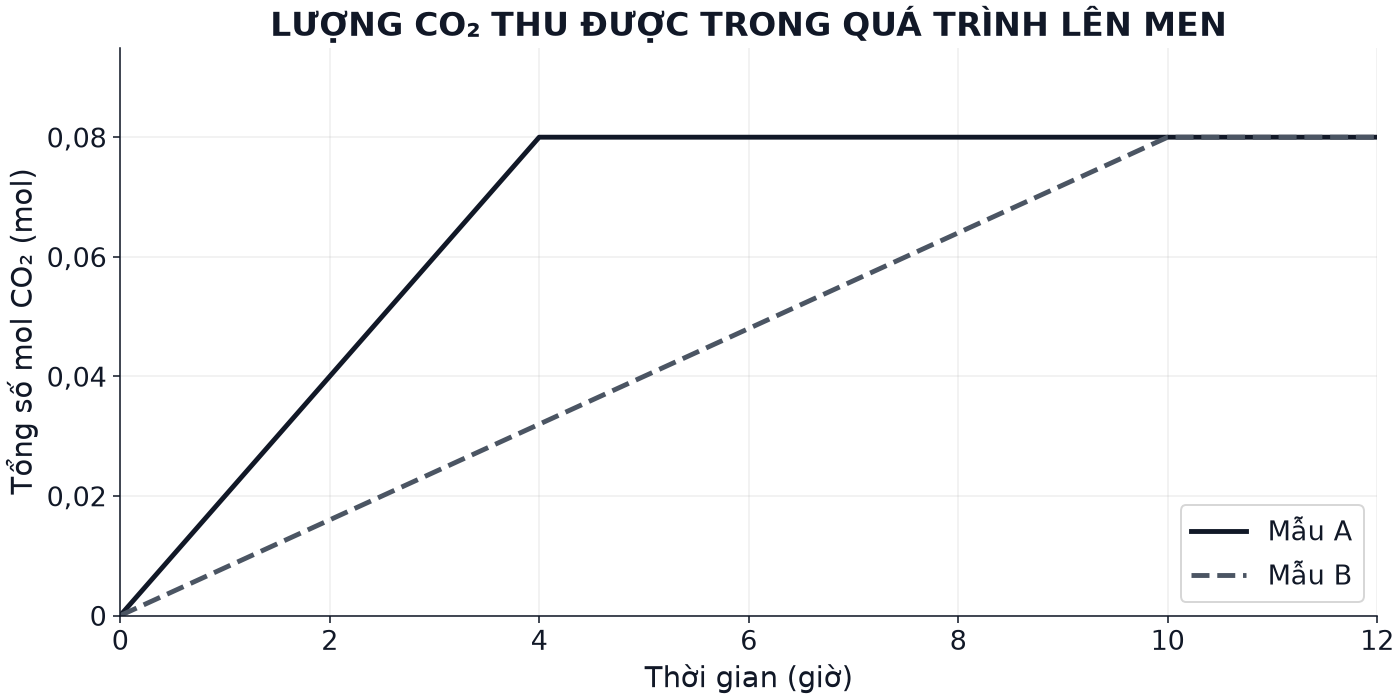 LƯỢNG CO₂ THU ĐƯỢC TRONG QUÁ TRÌNH LÊN MEN
Tổng số mol CO₂ (mol)
0,08
0,06
0,04
0,02
0
0 2 4 6 8 10 12
Thời gian (giờ)
Mẫu A
Mẫu B